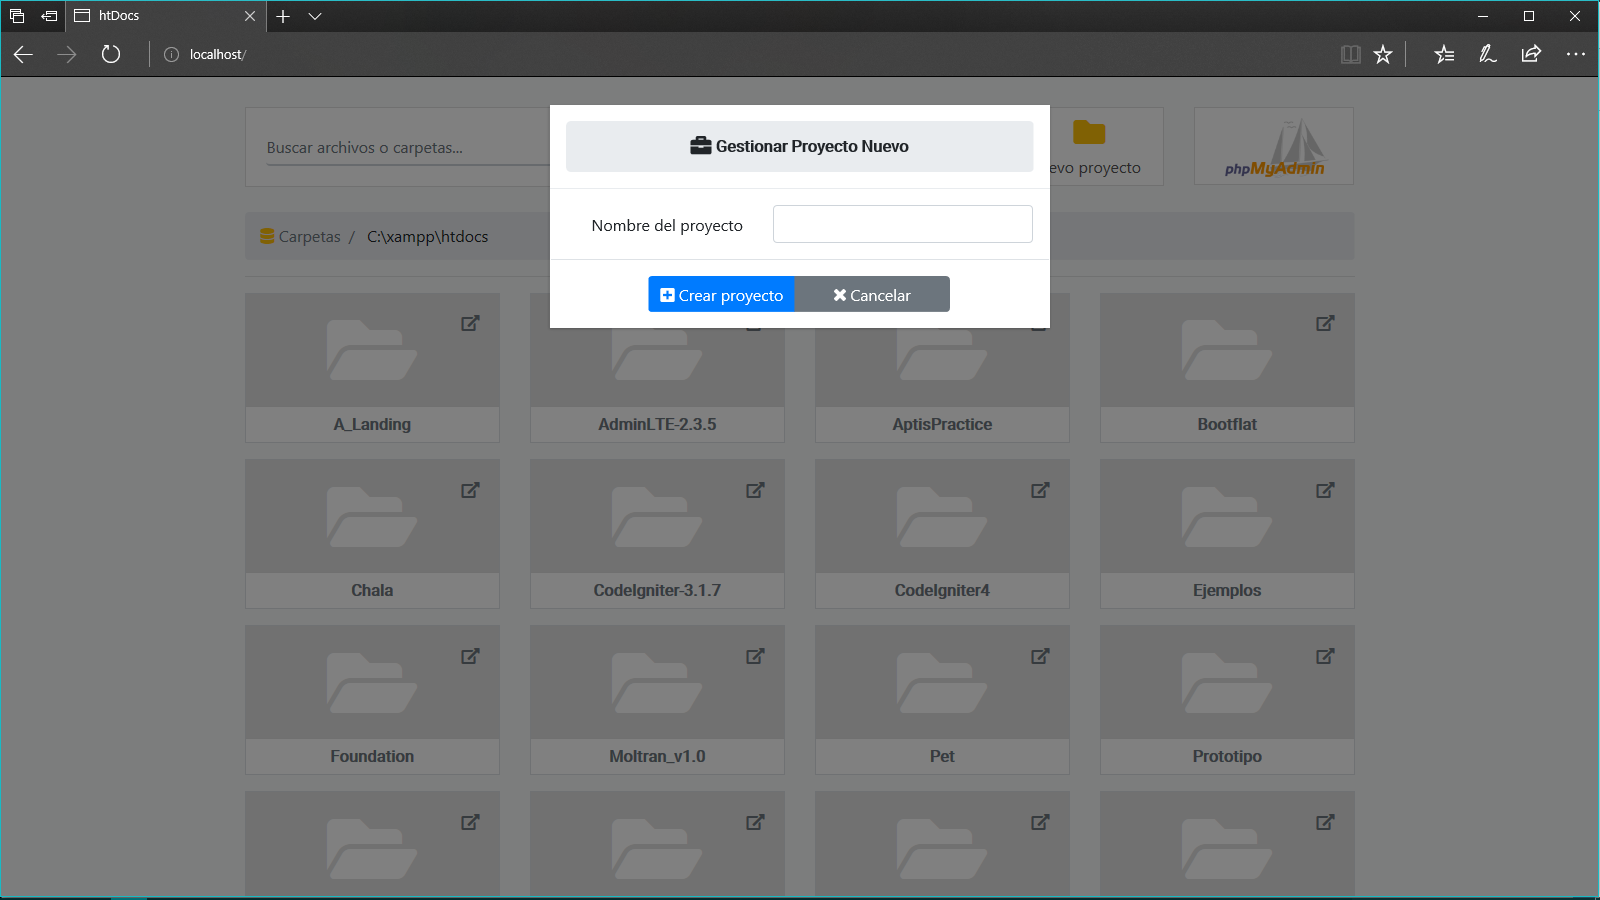 htDocs
localhost/
Buscar archivos o carpetas...
evo proyecto
phpMyAdmin
Gestionar Proyecto Nuevo
Nombre del proyecto
Crear proyecto
Cancelar
Carpetas / C:\xampp\htdocs
A_Landing
AdminLTE-2.3.5
AptisPractice
Bootflat
Chala
CodeIgniter-3.1.7
CodeIgniter4
Ejemplos
Foundation
Moltran_v1.0
Pet
Prototipo